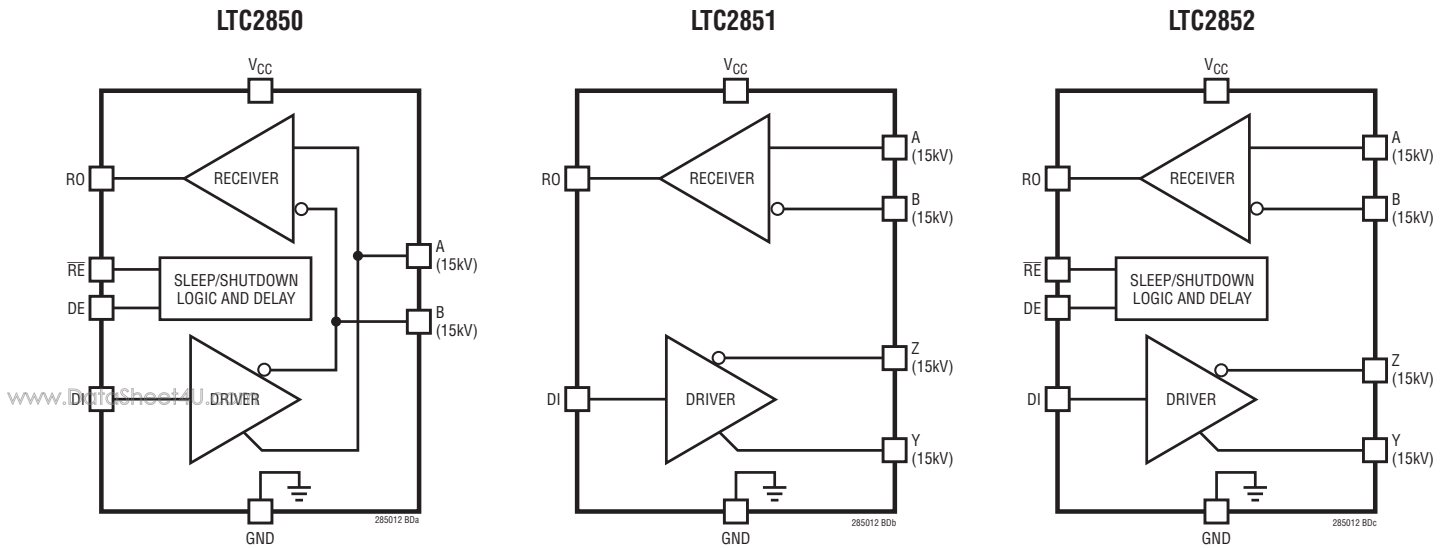 LTC2850
VCC
RO
RECEIVER
RE
DE
SLEEP/SHUTDOWN
LOGIC AND DELAY
A
(15kV)
B
(15kV)
DI
DRIVER
www.DataSheet4U.com
GND
285012 BDa
LTC2851
VCC
RO
RECEIVER
A
(15kV)
B
(15kV)
DI
DRIVER
Z
(15kV)
Y
(15kV)
GND
285012 BDb
LTC2852
VCC
RO
RECEIVER
A
(15kV)
B
(15kV)
RE
DE
SLEEP/SHUTDOWN
LOGIC AND DELAY
DI
DRIVER
Z
(15kV)
Y
(15kV)
GND
285012 BDc